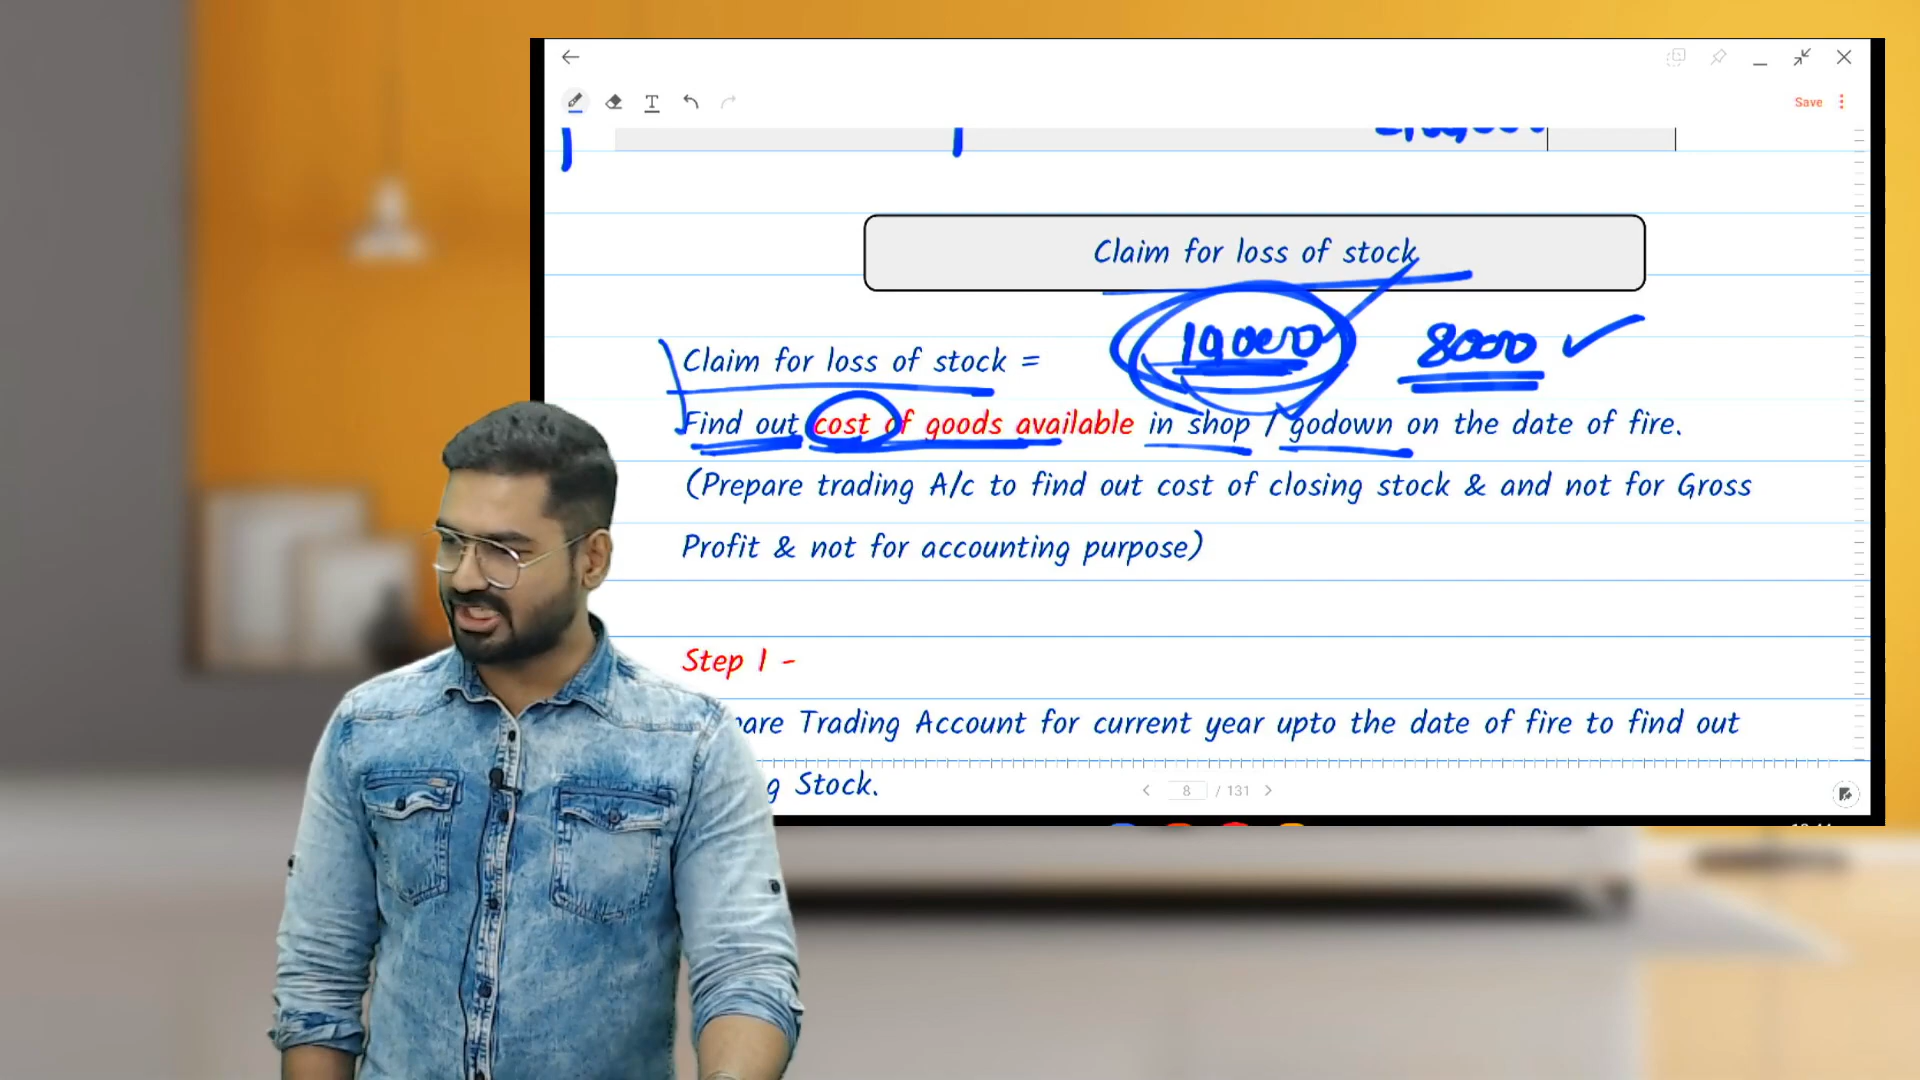 Save
Claim for loss of stock
Claim for loss of stock =
10000 8000
Find out cost of goods available in shop / godown on the date of fire.
(Prepare trading A/c to find out cost of closing stock & and not for Gross
Profit & not for accounting purpose)
Step 1 -
Trading Account for current year upto the date of fire to find out
Stock.
8 / 131